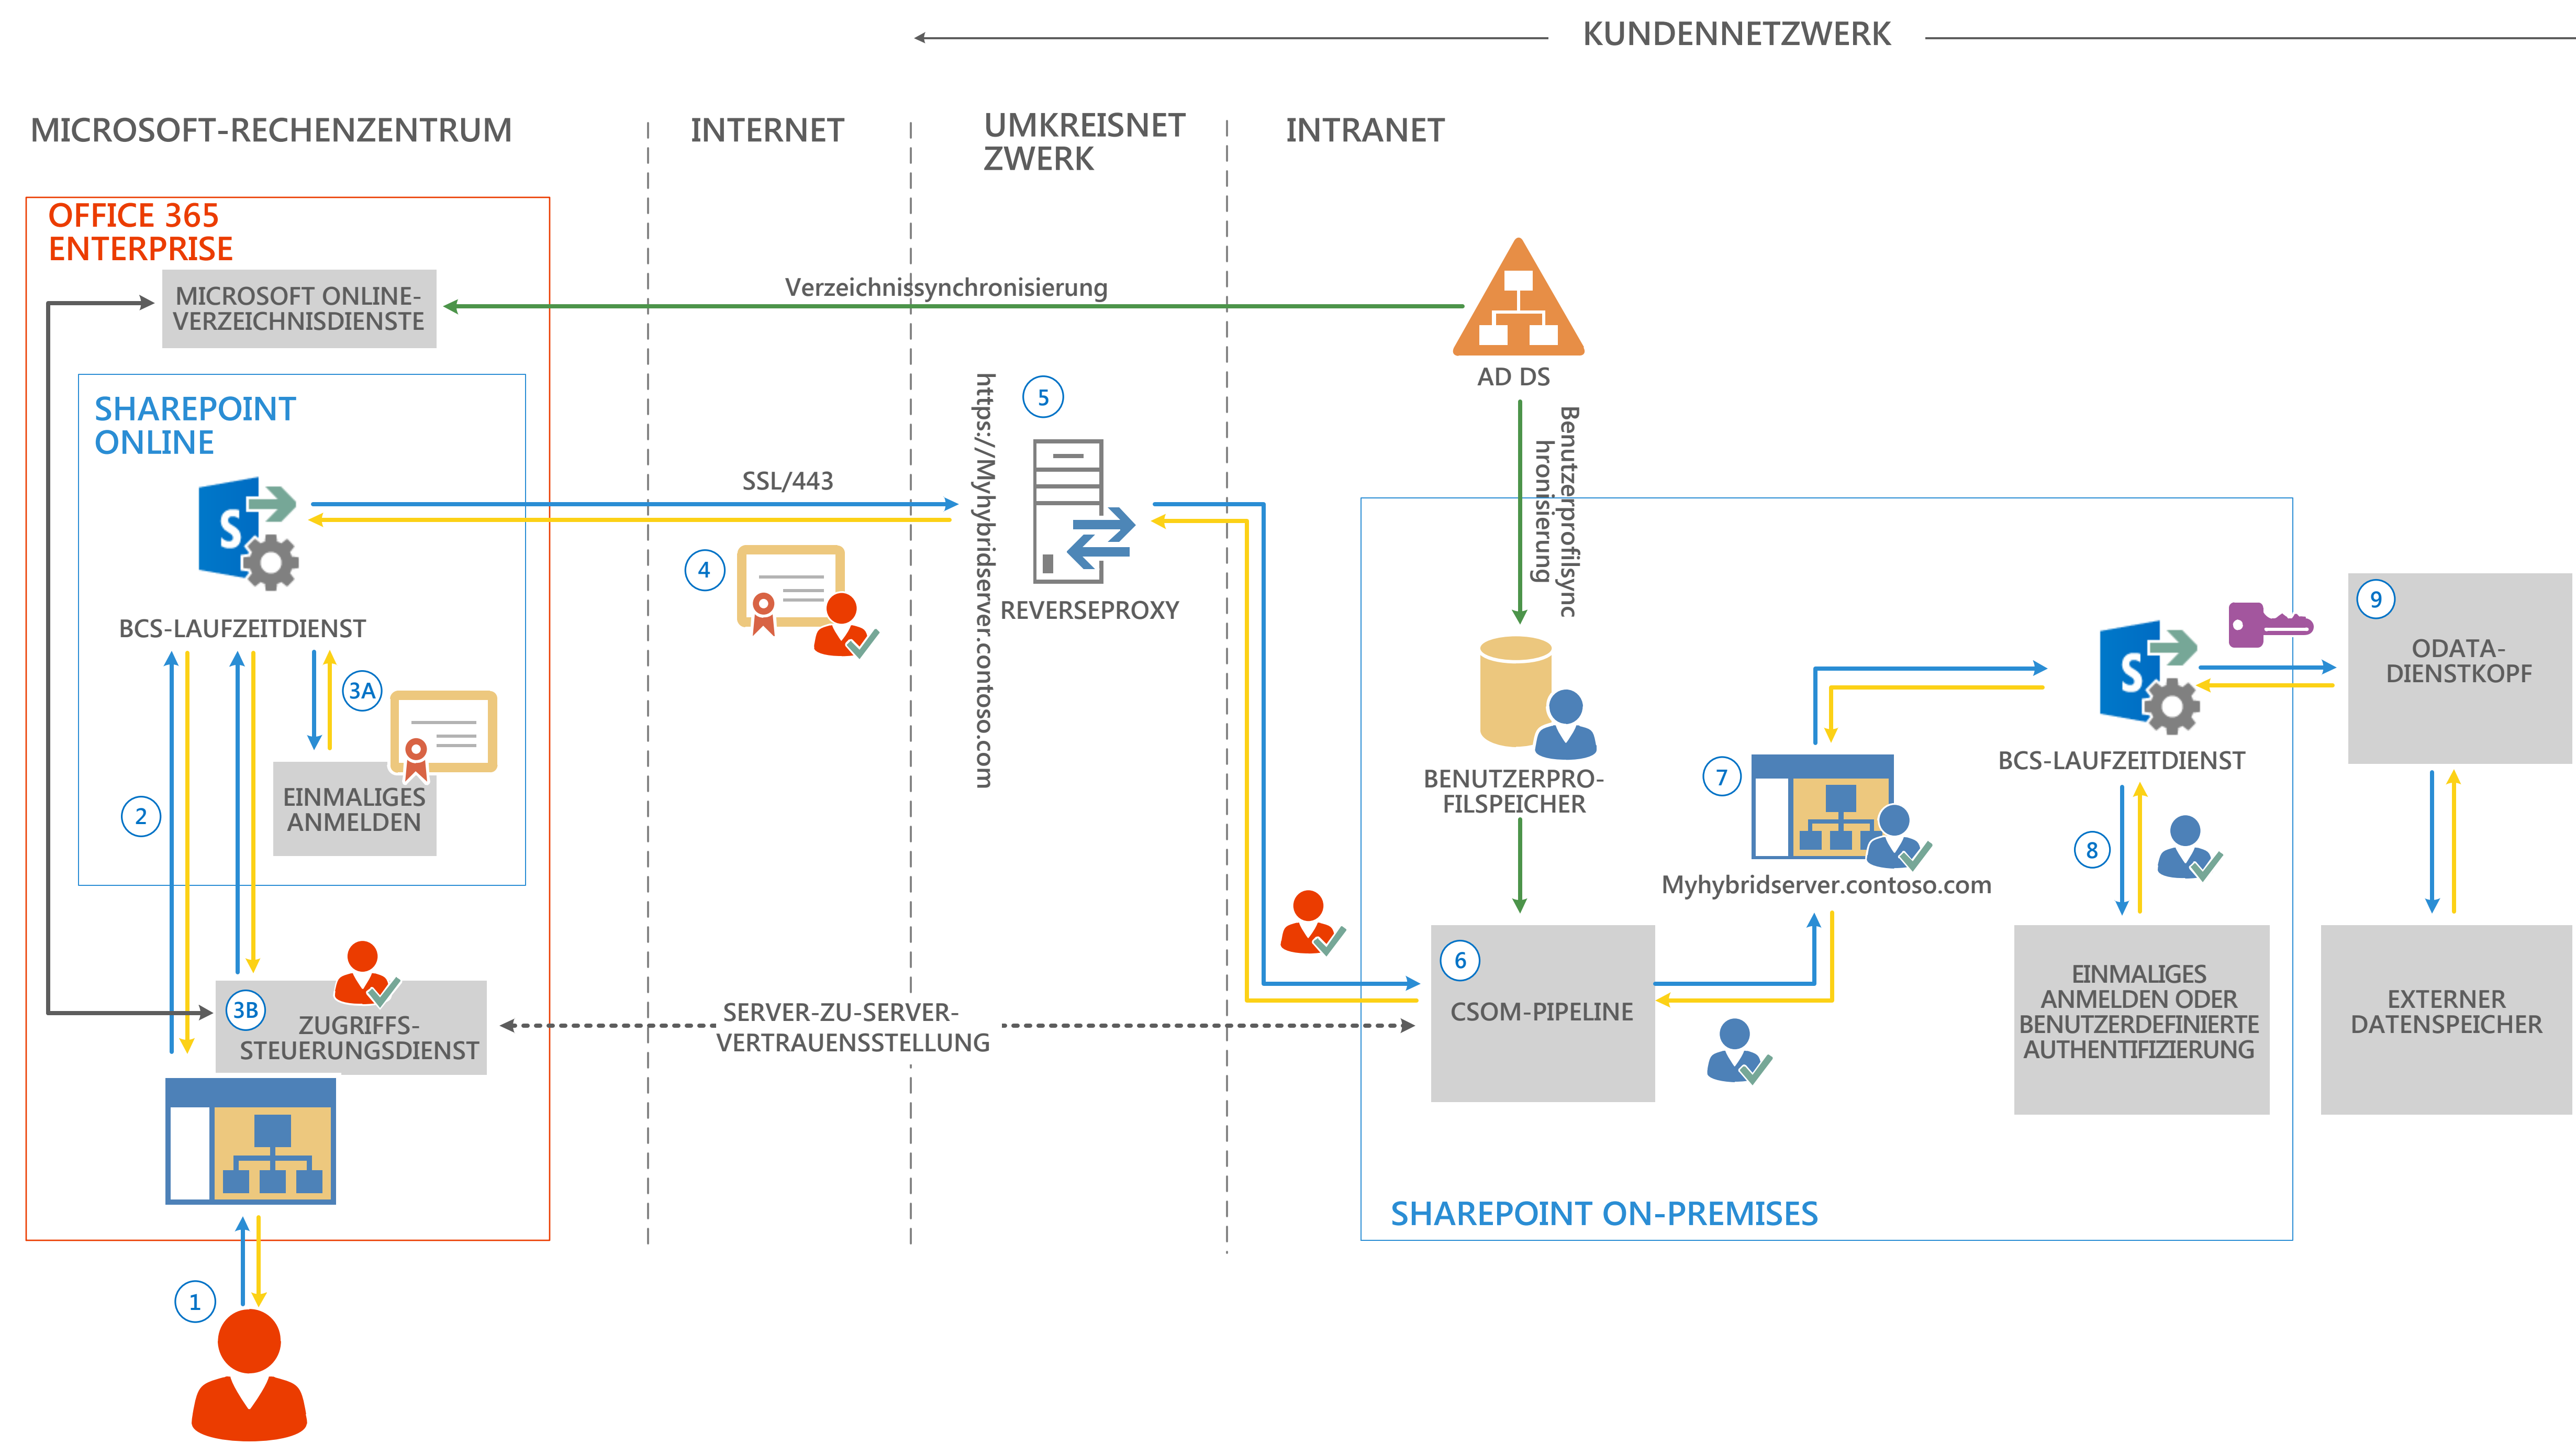 KUNDENNETZWERK
MICROSOFT-RECHENZENTRUM
INTERNET
UMKREISNET
ZWERK
INTRANET
OFFICE 365
ENTERPRISE
MICROSOFT ONLINE-
VERZEICHNISDIENSTE
Verzeichnissynchronisierung
AD DS
SHAREPOINT
ONLINE
S
BCS-LAUFZEITDIENST
SSL/443
4
https://Myhybridserver.contoso.com
5
REVERSEPROXY
Benutzerprofilsync
hronisierung
BENUTZERPRO-
FILSPEICHER
2
3A
EINMALIGES
ANMELDEN
3B
ZUGRIFFS-
STEUERUNGSDIENST
SERVER-ZU-SERVER-
VERTRAUENSSTELLUNG
6
CSOM-PIPELINE
7
Myhybridserver.contoso.com
S
BCS-LAUFZEITDIENST
8
EINMALIGES
ANMELDEN ODER
BENUTZERDEFINIERTE
AUTHENTIFIZIERUNG
9
ODATA-
DIENSTKOPF
EXTERNER
DATENSPEICHER
SHAREPOINT ON-PREMISES
1